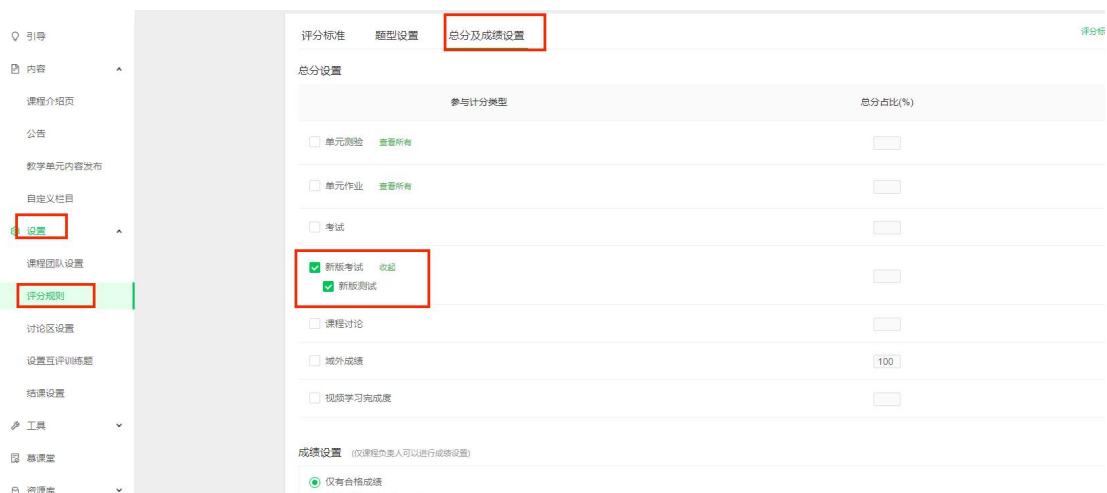 引导
内容
课程介绍页
公告
教学单元内容发布
自定义栏目
设置
课程团队设置
评分规则
讨论区设置
设置互评训练题
结课设置
工具
慕课堂
资源库
评分标准 题型设置 总分及成绩设置 评分标
总分设置
参与计分类型 总分占比(%)
单元测验 查看所有
单元作业 查看所有
考试
新版考试 收起
新版测试
课程讨论
域外成绩 100
视频学习完成度
成绩设置 (仅课程负责人可以进行成绩设置)
仅有合格成绩